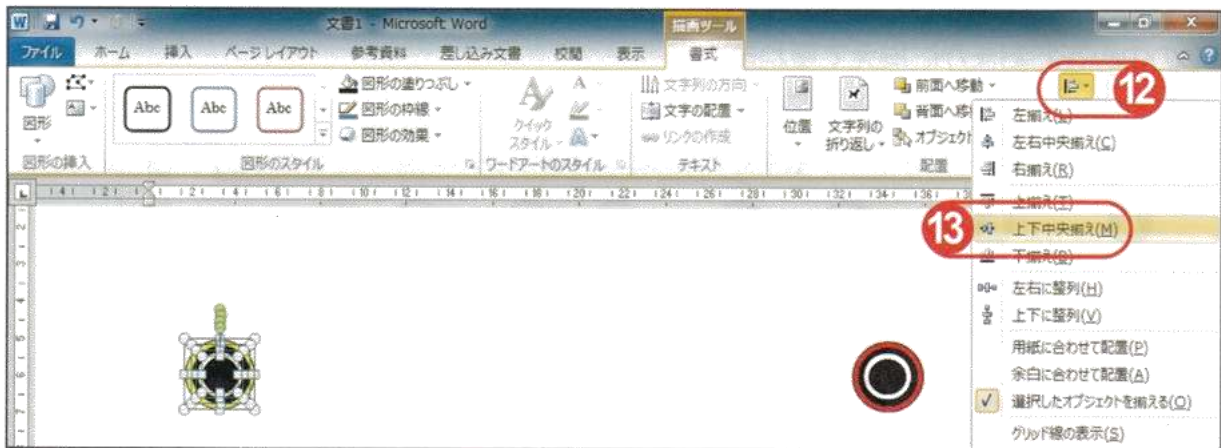 文書1 - Microsoft Word
描画ツール
ファイル ホーム 挿入 ページ レイアウト 参考資料 差し込み文書 校閲 表示 書式
図形
図形の挿入
Abc Abc Abc
図形の塗りつぶし
図形の枠線
図形の効果
図形のスタイル
クイック
スタイル
ワードアートのスタイル
文字列の方向
文字の配置
リンクの作成
テキスト
位置
文字列の
折り返し
前面へ移動
背面へ移
オブジェクト
配置
12
左揃え(L)
左右中央揃え(C)
右揃え(R)
上揃え(T)
13
上下中央揃え(M)
下揃え(B)
左右に整列(H)
上下に整列(V)
用紙に合わせて配置(P)
余白に合わせて配置(A)
選択したオブジェクトを揃える(O)
グリッド線の表示(S)